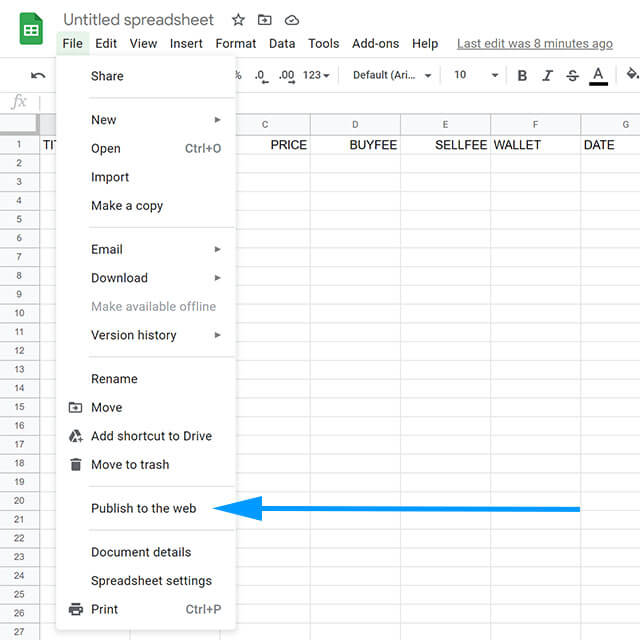 Untitled spreadsheet
File Edit View Insert Format Data Tools Add-ons Help Last edit was 8 minutes ago
% .0 .00 123 Default (Ari... 10 B I S A
fx
C D E F G
1 TI PRICE BUYFEE SELLFEE WALLET DATE
Share
New
Open Ctrl+O
Import
Make a copy
Email
Download
Make available offline
Version history
Rename
Move
Add shortcut to Drive
Move to trash
Publish to the web
Document details
Spreadsheet settings
Print Ctrl+P
2
3
4
5
6
7
8
9
10
11
12
13
14
15
16
17
18
19
20
21
22
23
24
25
26
27